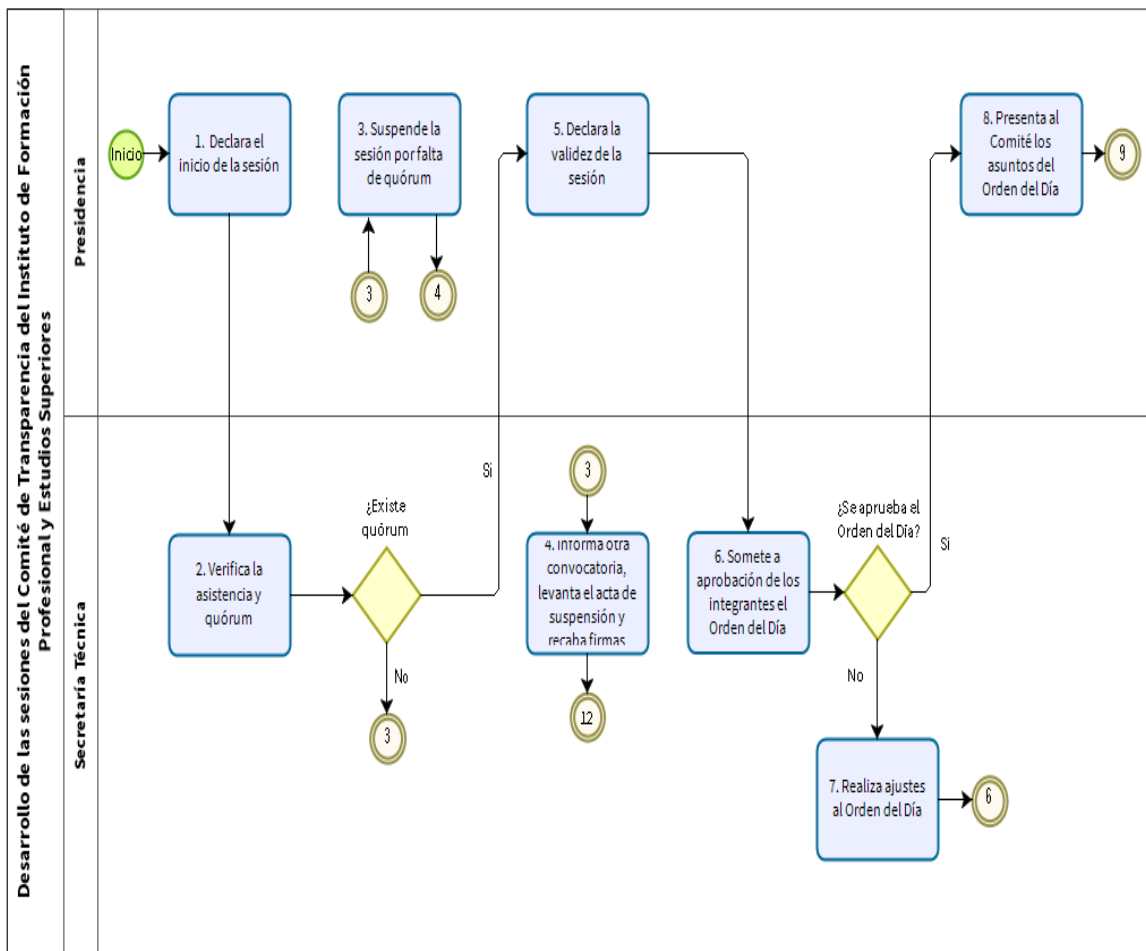 Desarrollo de las sesiones del Comité de Transparencia del Instituto de Formación
Profesional y Estudios Superiores
Presidencia
Inicio
1. Declara el
inicio de la sesión
3. Suspende la
sesión por falta
de quórum
3
4
5. Declara la
validez de la
sesión
8. Presenta al
Comité los
asuntos del
Orden del Día
9
Secretaría Técnica
2. Verifica la
asistencia y
quórum
¿Existe
quórum
Si
No
3
3
4. Informa otra
convocatoria,
levanta el acta de
suspensión y
recaba firmas
12
6. Somete a
aprobación de los
integrantes el
Orden del Día
¿Se aprueba el
Orden del Día?
Si
No
7. Realiza ajustes
al Orden del Día
6